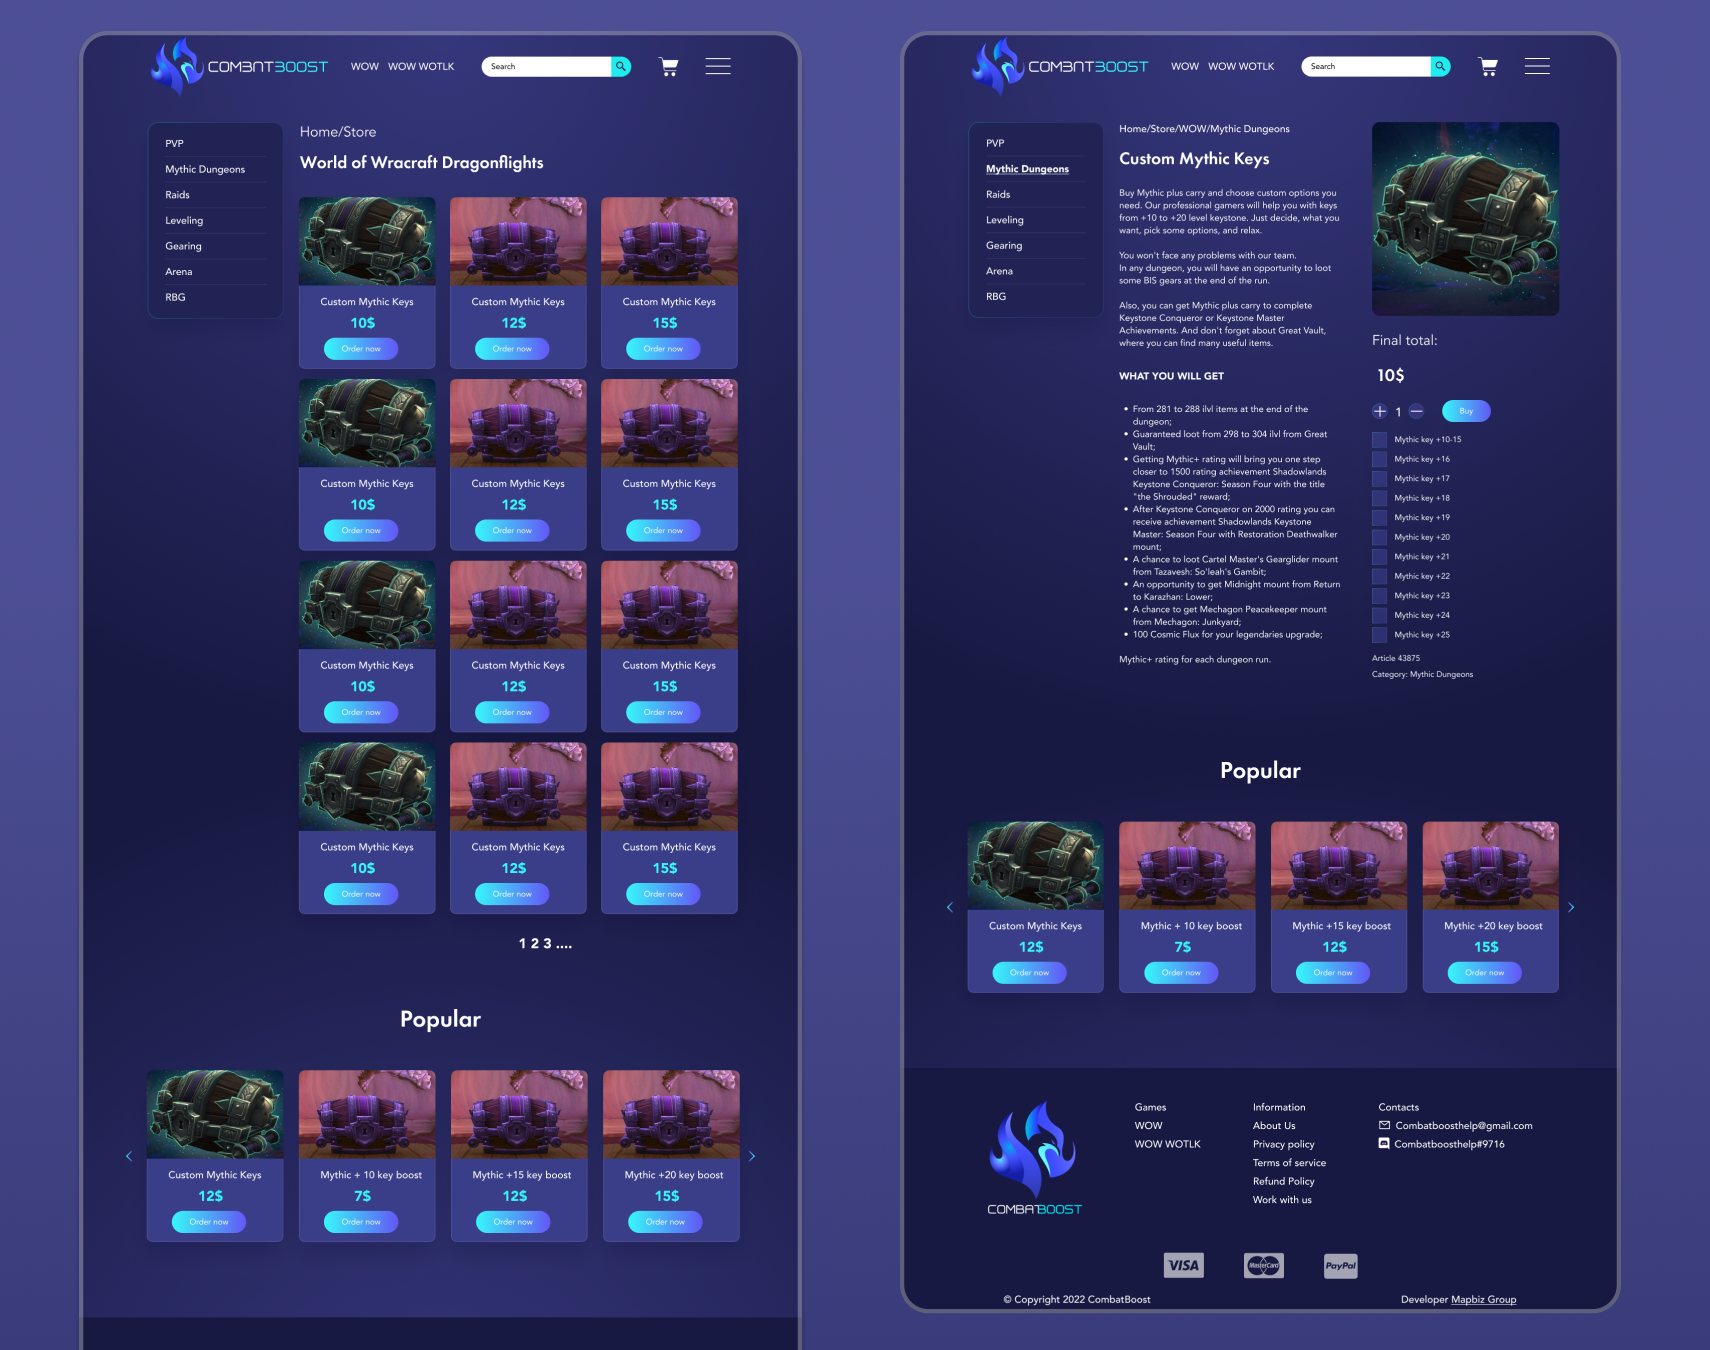 COMBATBOOST
WOW WOW WOTLK
Search
PVP
Mythic Dungeons
Raids
Leveling
Gearing
Arena
RBG
Home/Store
World of Wracraft Dragonflights
Custom Mythic Keys
10$
Order now
Custom Mythic Keys
12$
Order now
Custom Mythic Keys
15$
Order now
Custom Mythic Keys
10$
Order now
Custom Mythic Keys
12$
Order now
Custom Mythic Keys
15$
Order now
Custom Mythic Keys
10$
Order now
Custom Mythic Keys
12$
Order now
Custom Mythic Keys
15$
Order now
Custom Mythic Keys
10$
Order now
Custom Mythic Keys
12$
Order now
Custom Mythic Keys
15$
Order now
1 2 3 ....
Popular
Custom Mythic Keys
12$
Order now
Mythic + 10 key boost
7$
Order now
Mythic +15 key boost
12$
Order now
Mythic +20 key boost
15$
Order now
COMBATBOOST
WOW WOW WOTLK
Search
PVP
Mythic Dungeons
Raids
Leveling
Gearing
Arena
RBG
Home/Store/WOW/Mythic Dungeons
Custom Mythic Keys
Buy Mythic plus carry and choose custom options you
need. Our professional gamers will help you with keys
from +10 to +20 level keystone. Just decide, what you
want, pick some options, and relax.
You won't face any problems with our team.
In any dungeon, you will have an opportunity to loot
some BIS gears at the end of the run.
Also, you can get Mythic plus carry to complete
Keystone Conqueror or Keystone Master
Achievements. And don't forget about Great Vault,
where you can find many useful items.
WHAT YOU WILL GET
• From 281 to 288 ilvl items at the end of the
dungeon;
• Guaranteed loot from 298 to 304 ilvl from Great
Vault;
• Getting Mythic+ rating will bring you one step
closer to 1500 rating achievement Shadowlands
Keystone Conqueror: Season Four with the title
"the Shrouded" reward;
• After Keystone Conqueror on 2000 rating you can
receive achievement Shadowlands Keystone
Master: Season Four with Restoration Deathwalker
mount;
• A chance to loot Cartel Master's Gearglider mount
from Tazavesh: So'leah's Gambit;
• An opportunity to get Midnight mount from Return
to Karazhan: Lower;
• A chance to get Mechagon Peacekeeper mount
from Mechagon: Junkyard;
• 100 Cosmic Flux for your legendaries upgrade;
Mythic+ rating for each dungeon run.
Final total:
10$
1
Buy
Mythic key +10-15
Mythic key +16
Mythic key +17
Mythic key +18
Mythic key +19
Mythic key +20
Mythic key +21
Mythic key +22
Mythic key +23
Mythic key +24
Mythic key +25
Article 43875
Category: Mythic Dungeons
Popular
Custom Mythic Keys
12$
Order now
Mythic + 10 key boost
7$
Order now
Mythic +15 key boost
12$
Order now
Mythic +20 key boost
15$
Order now
COMBATBOOST
Games
WOW
WOW WOTLK
Information
About Us
Privacy policy
Terms of service
Refund Policy
Work with us
Contacts
Combatboosthelp@gmail.com
Combatboosthelp#9716
VISA
MasterCard
PayPal
© Copyright 2022 CombatBoost
Developer Mapbiz Group